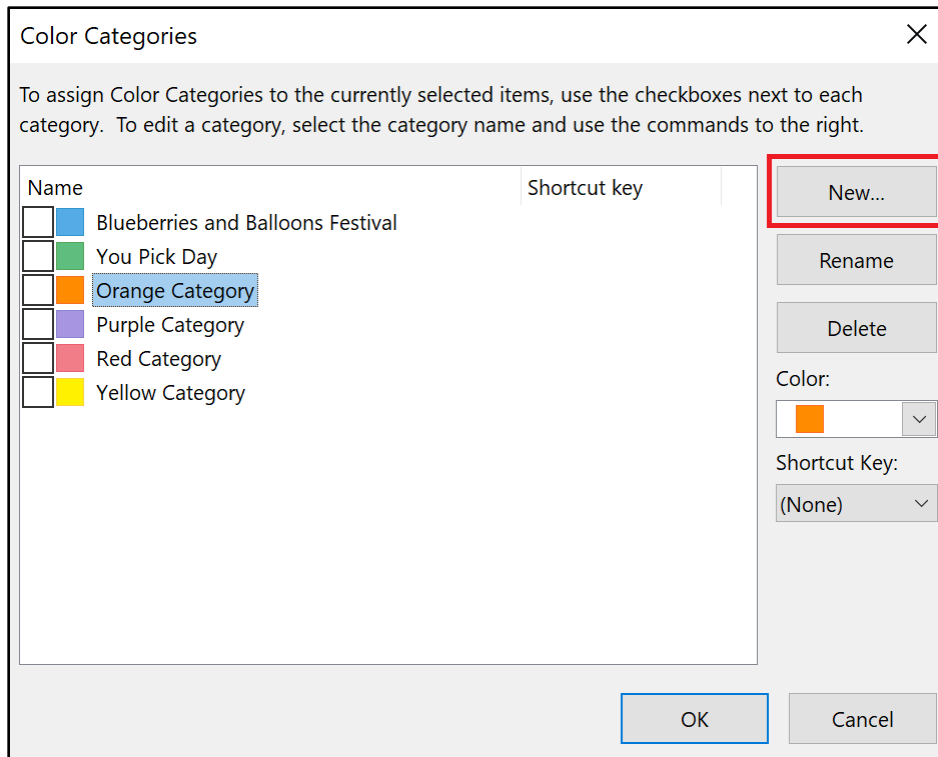 Color Categories
To assign Color Categories to the currently selected items, use the checkboxes next to each
category.  To edit a category, select the category name and use the commands to the right.
Name Shortcut key
Blueberries and Balloons Festival
You Pick Day
Orange Category
Purple Category
Red Category
Yellow Category
New...
Rename
Delete
Color:
Shortcut Key:
(None)
OK Cancel